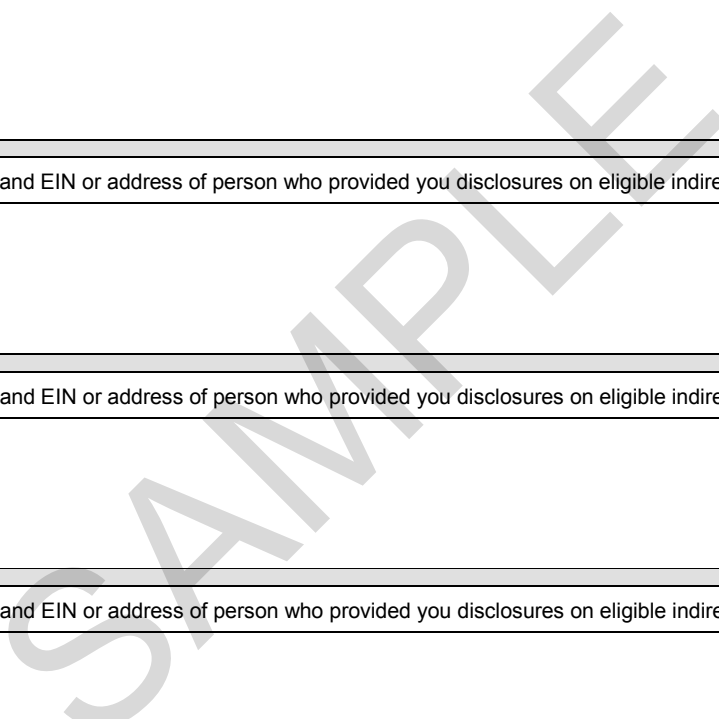 and EIN or address of person who provided you disclosures on eligible indire
and EIN or address of person who provided you disclosures on eligible indire
and EIN or address of person who provided you disclosures on eligible indire
SAMPLE